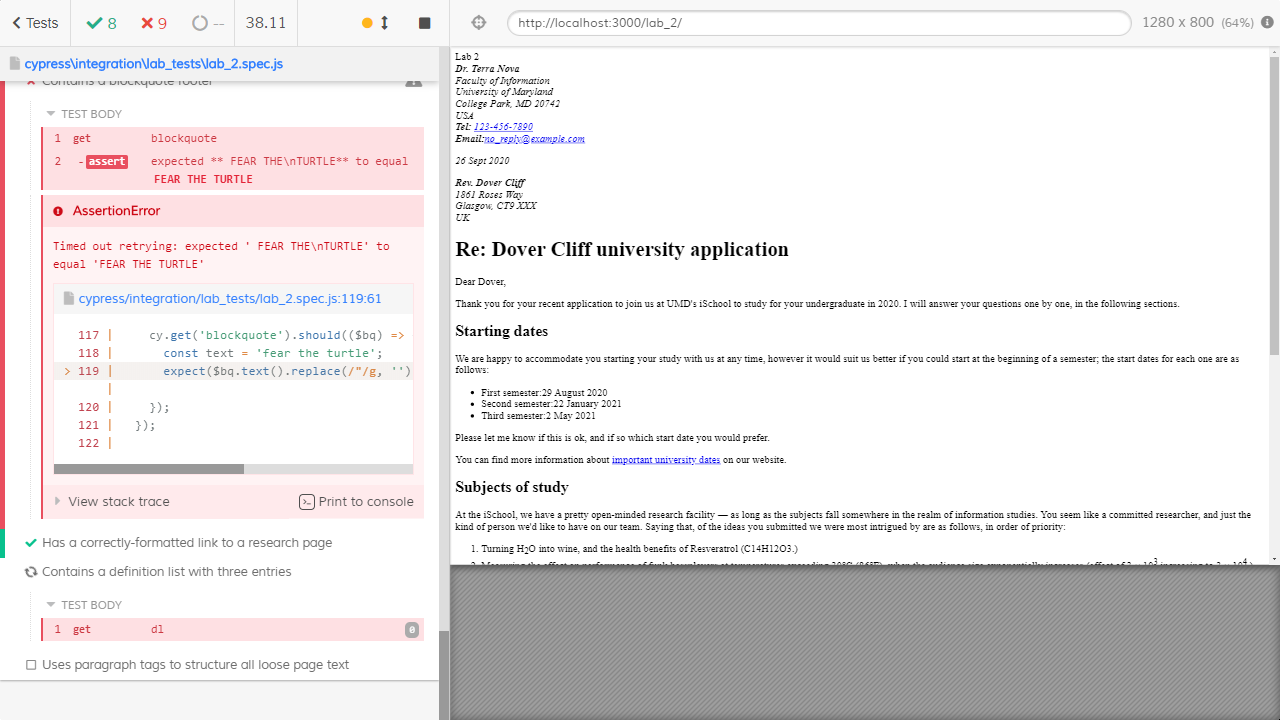 Tests 8 9 -- 38.11
http://localhost:3000/lab_2/ 1280 x 800 (64%)
cypress\integration\lab_tests\lab_2.spec.js
Contains a blockquote footer
TEST BODY
1 get blockquote
2 -assert expected ** FEAR THE\nTURTLE** to equal
FEAR THE TURTLE
AssertionError
Timed out retrying: expected ' FEAR THE\nTURTLE' to
equal 'FEAR THE TURTLE'
cypress/integration/lab_tests/lab_2.spec.js:119:61
117 | cy.get('blockquote').should(($bq) =>
118 | const text = 'fear the turtle';
> 119 | expect($bq.text().replace(/"/g, '')
|
120 | });
121 | });
122 |
View stack trace Print to console
Has a correctly-formatted link to a research page
Contains a definition list with three entries
TEST BODY
1 get dl 0
Uses paragraph tags to structure all loose page text
Lab 2
Dr. Terra Nova
Faculty of Information
University of Maryland
College Park, MD 20742
USA
Tel: 123-456-7890
Email:no_reply@example.com
26 Sept 2020
Rev. Dover Cliff
1861 Roses Way
Glasgow, CT9 XXX
UK
Re: Dover Cliff university application
Dear Dover,
Thank you for your recent application to join us at UMD's iSchool to study for your undergraduate in 2020. I will answer your questions one by one, in the following sections.
Starting dates
We are happy to accommodate you starting your study with us at any time, however it would suit us better if you could start at the beginning of a semester; the start dates for each one are as
follows:
• First semester:29 August 2020
• Second semester:22 January 2021
• Third semester:2 May 2021
Please let me know if this is ok, and if so which start date you would prefer.
You can find more information about important university dates on our website.
Subjects of study
At the iSchool, we have a pretty open-minded research facility — as long as the subjects fall somewhere in the realm of information studies. You seem like a committed researcher, and just the
kind of person we'd like to have on our team. Saying that, of the ideas you submitted we were most intrigued by are as follows, in order of priority:
1. Turning H2O into wine, and the health benefits of Resveratrol (C14H12O3.)